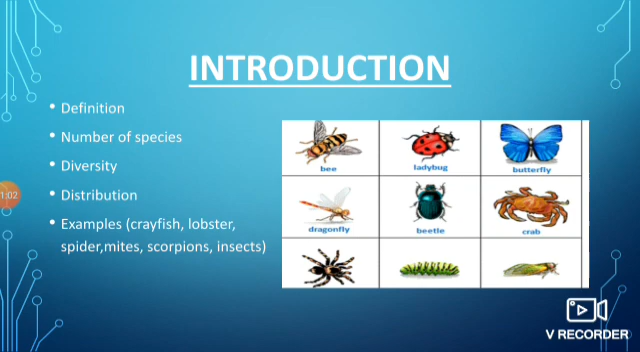 INTRODUCTION
• Definition
• Number of species
• Diversity
• Distribution
• Examples (crayfish, lobster,
spider,mites, scorpions, insects)
bee
ladybug
butterfly
dragonfly
beetle
crab
1:02
V RECORDER